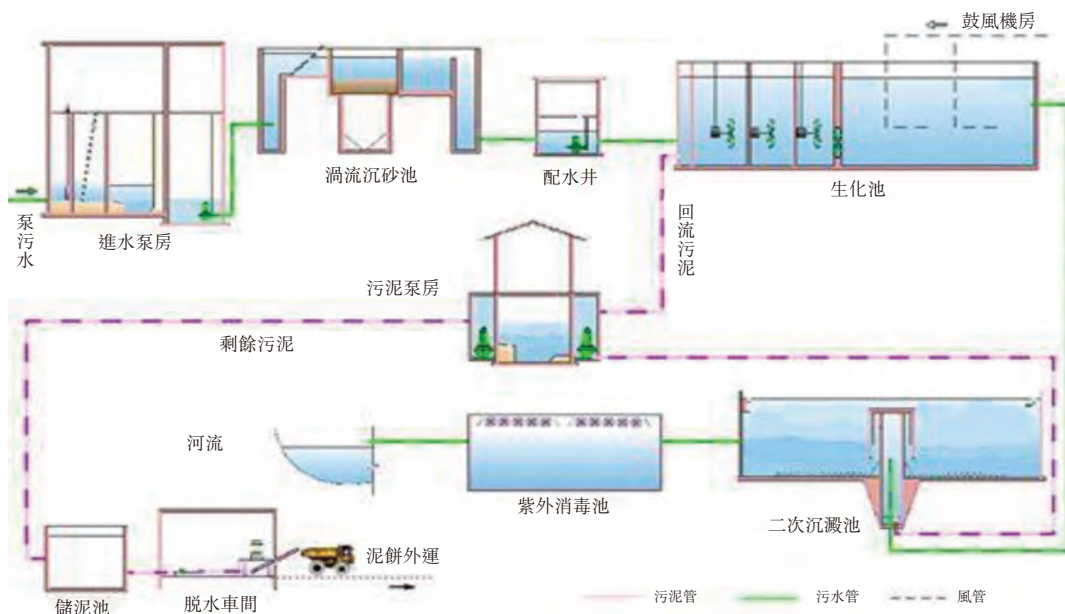 鼓風機房
渦流沉砂池
配水井
生化池
泵污水
進水泵房
回流污泥
污泥泵房
剩餘污泥
河流
紫外消毒池
二次沉澱池
泥餅外運
儲泥池
脫水車間
污泥管
污水管
風管